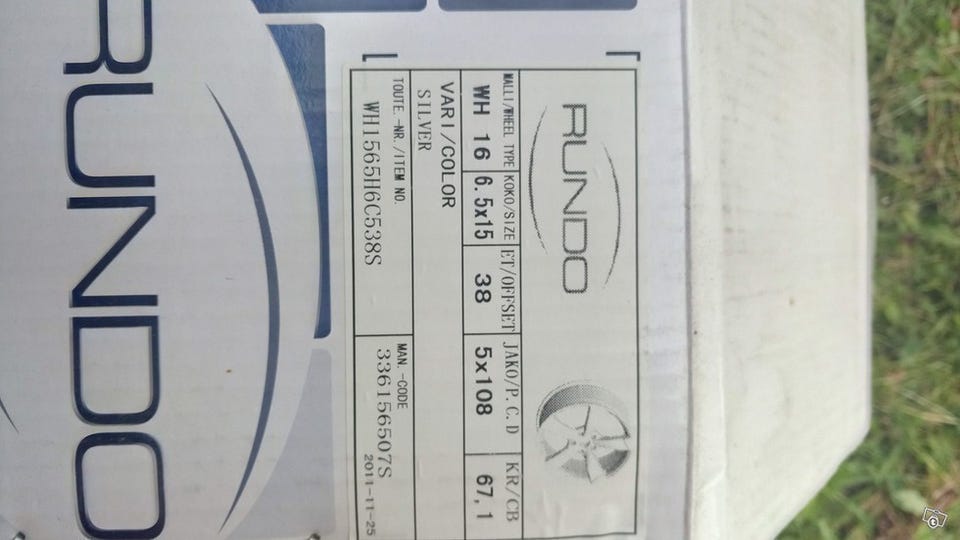 RUNDO
RUNDO
MALLI/WHEEL TYPE KOKO/SIZE ET/OFFSET JAKO/P.C.D KR/CB
WH 16 6.5x15 38 5x108 67,1
VARI/COLOR
SILVER
TOUTE.-NR./ITEM NO. MAN.-CODE
WH1565H6C538S 336156507S
2011-11-25